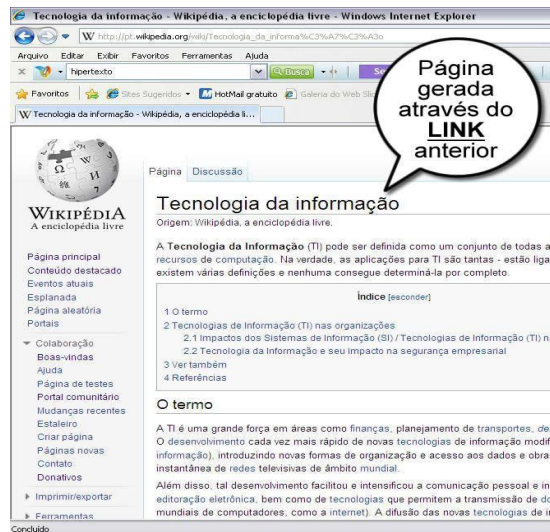 Tecnologia da informação - Wikipédia, a enciclopédia livre - Windows Internet Explorer
W http://pt.wikipedia.org/wiki/Tecnologia_da_informa%C3%A7%C3%A3o
Arquivo Editar Exibir Favoritos Ferramentas Ajuda
x hipertexto BUSCA
Favoritos Sites Sugeridos HotMail gratuito Galeria do Web
W Tecnologia da informação - Wikipédia, a enciclopédia li...
Página
gerada
através do
LINK
anterior
WIKIPÉDIA
A enciclopédia livre
Página principal
Conteúdo destacado
Eventos atuais
Esplanada
Página aleatória
Portais
Colaboração
Boas-vindas
Ajuda
Página de testes
Portal comunitário
Mudanças recentes
Estaleiro
Criar página
Páginas novas
Contato
Donativos
Imprimir/exportar
Ferramentas
Página Discussão
Tecnologia da informação
Origem: Wikipédia, a enciclopédia livre.
A Tecnologia da Informação (TI) pode ser definida como um conjunto de todas a
recursos de computação. Na verdade, as aplicações para TI são tantas - estão liga
existem várias definições e nenhuma consegue determiná-la por completo.
Índice [esconder]
1 O termo
2 Tecnologias de Informação (TI) nas organizações
2.1 Impactos dos Sistemas de Informação (SI) / Tecnologias de Informação (TI) n
2.2 Tecnologia da Informação e seu impacto na segurança empresarial
3 Ver também
4 Referências
O termo
A TI é uma grande força em áreas como finanças, planejamento de transportes, de
O desenvolvimento cada vez mais rápido de novas tecnologias de informação modif
informação), introduzindo novas formas de organização e acesso aos dados e obra
instantânea de redes televisivas de âmbito mundial.
Além disso, tal desenvolvimento facilitou e intensificou a comunicação pessoal e in
editoração eletrônica, bem como de tecnologias que permitem a transmissão de do
mundiais de computadores, como a internet). A difusão das novas tecnologias de i
Concluído